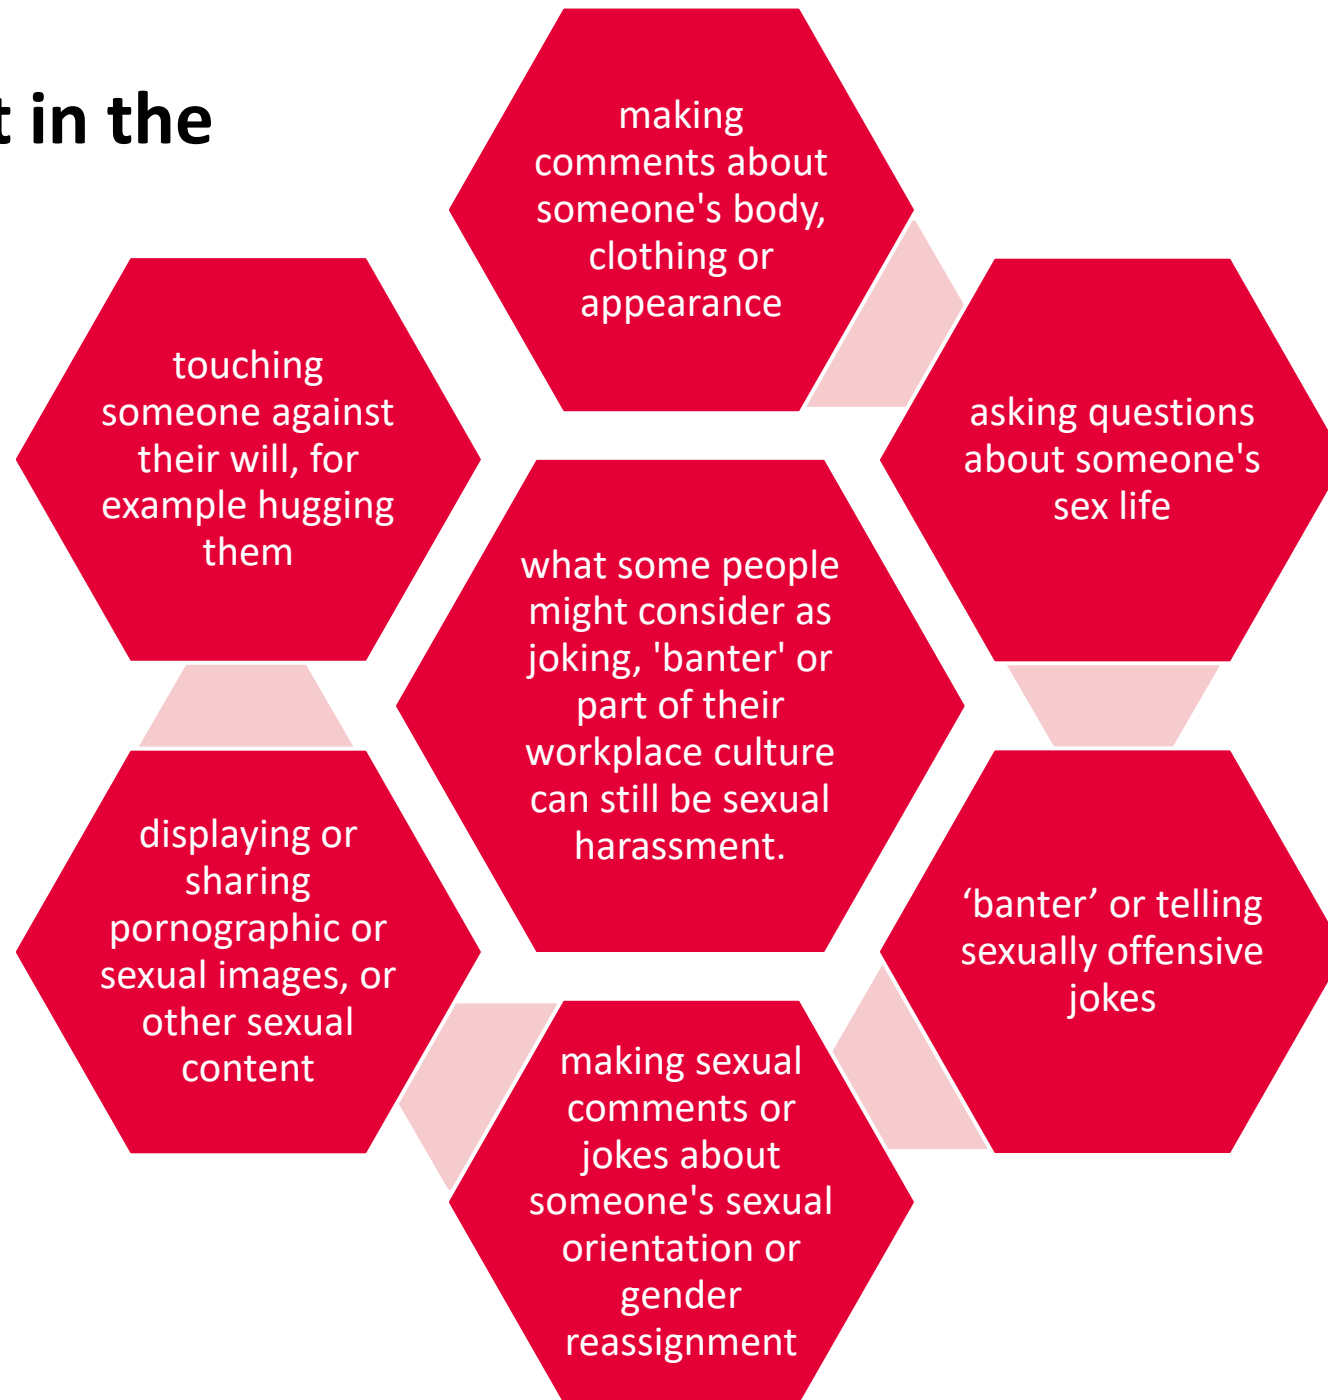 t in the
making
comments about
someone's body,
clothing or
appearance
asking questions
about someone's
sex life
‘banter’ or telling
sexually offensive
jokes
making sexual
comments or
jokes about
someone's sexual
orientation or
gender
reassignment
displaying or
sharing
pornographic or
sexual images, or
other sexual
content
touching
someone against
their will, for
example hugging
them
what some people
might consider as
joking, 'banter' or
part of their
workplace culture
can still be sexual
harassment.